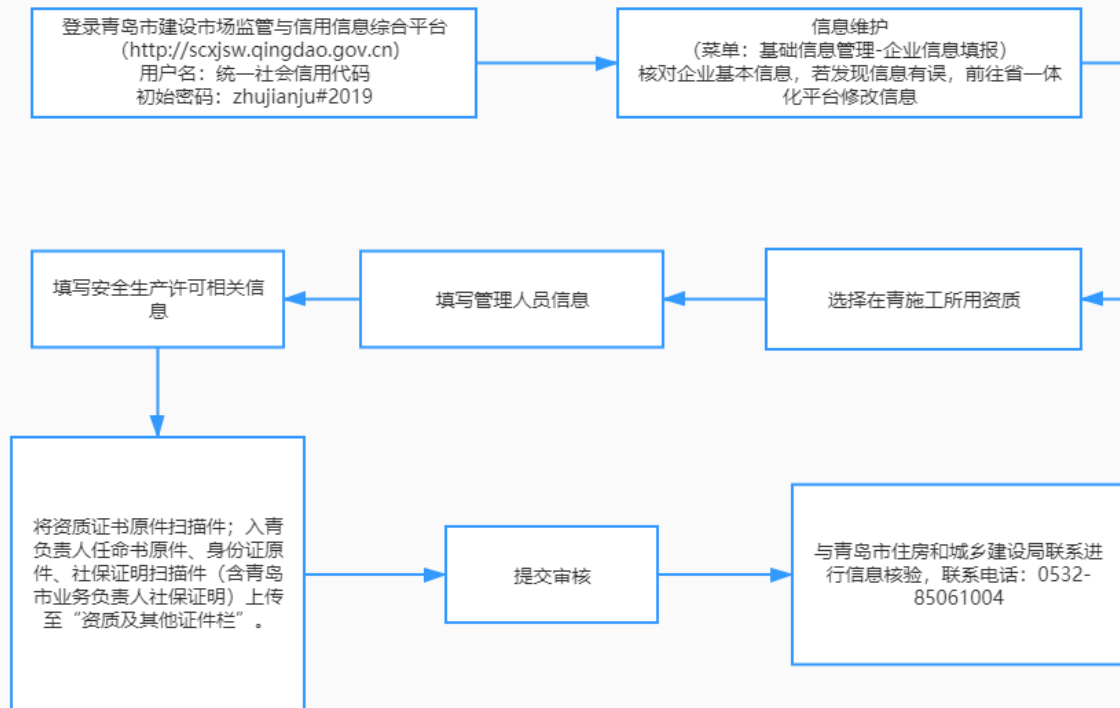 登录青岛市建设市场监管与信用信息综合平台
(http://scxjsw.qingdao.gov.cn)
用户名：统一社会信用代码
初始密码：zhujianju#2019
信息维护
（菜单：基础信息管理-企业信息填报）
核对企业基本信息，若发现信息有误，前往省一体
化平台修改信息
选择在青施工所用资质
填写管理人员信息
填写安全生产许可相关信
息
将资质证书原件扫描件；入青
负责人任命书原件、身份证原
件、社保证明扫描件（含青岛
市业务负责人社保证明）上传
至“资质及其他证件栏”。
提交审核
与青岛市住房和城乡建设局联系进
行信息核验，联系电话：0532-
85061004